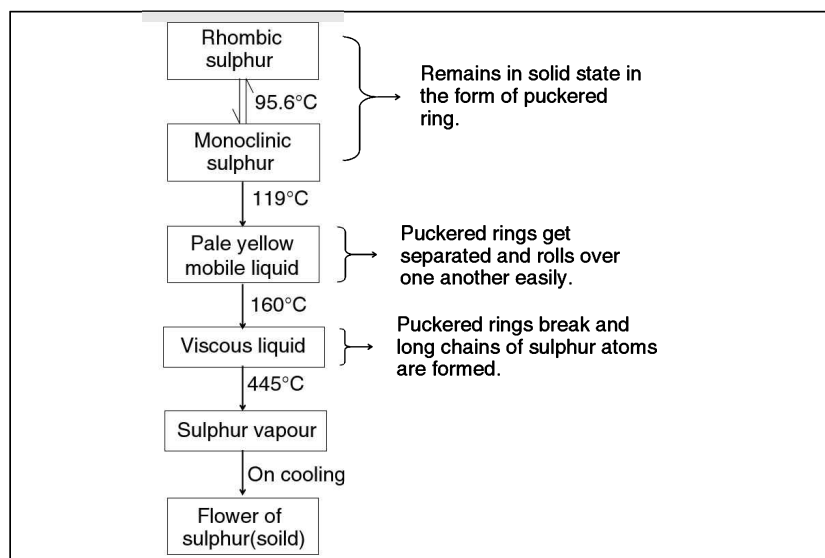 Rhombic
sulphur
95.6°C
Remains in solid state in
the form of puckered
ring.
Monoclinic
sulphur
119°C
Pale yellow
mobile liquid
Puckered rings get
separated and rolls over
one another easily.
160°C
Viscous liquid
Puckered rings break and
long chains of sulphur atoms
are formed.
445°C
Sulphur vapour
On cooling
Flower of
sulphur(soild)